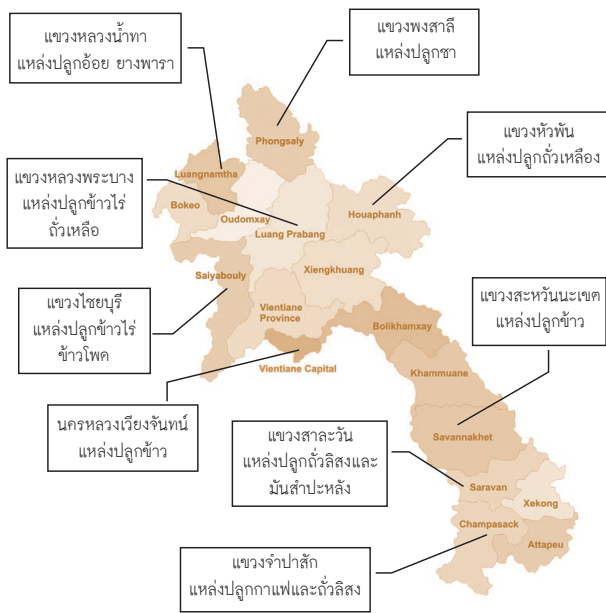 แขวงหลวงน้ำทา
แหล่งปลูกอ้อย ยางพารา
แขวงพงสาลี
แหล่งปลูกชา
แขวงหัวพัน
แหล่งปลูกถั่วเหลือง
แขวงหลวงพระบาง
แหล่งปลูกข้าวไร่
ถั่วเหลือ
แขวงไชยบุรี
แหล่งปลูกข้าวไร่
ข้าวโพด
แขวงสะหวันนะเขต
แหล่งปลูกข้าว
นครหลวงเวียงจันทน์
แหล่งปลูกข้าว
แขวงสาละวัน
แหล่งปลูกถั่วลิสงและ
มันสำปะหลัง
แขวงจำปาสัก
แหล่งปลูกกาแฟและถั่วลิสง
Phongsaly
Luangnamtha
Bokeo
Oudomxay
Luang Prabang
Houaphanh
Xiengkhuang
Saiyabouly
Vientiane
Province
Vientiane Capital
Bolikhamxay
Khammuane
Savannakhet
Saravan
Xekong
Champasack
Attapeu